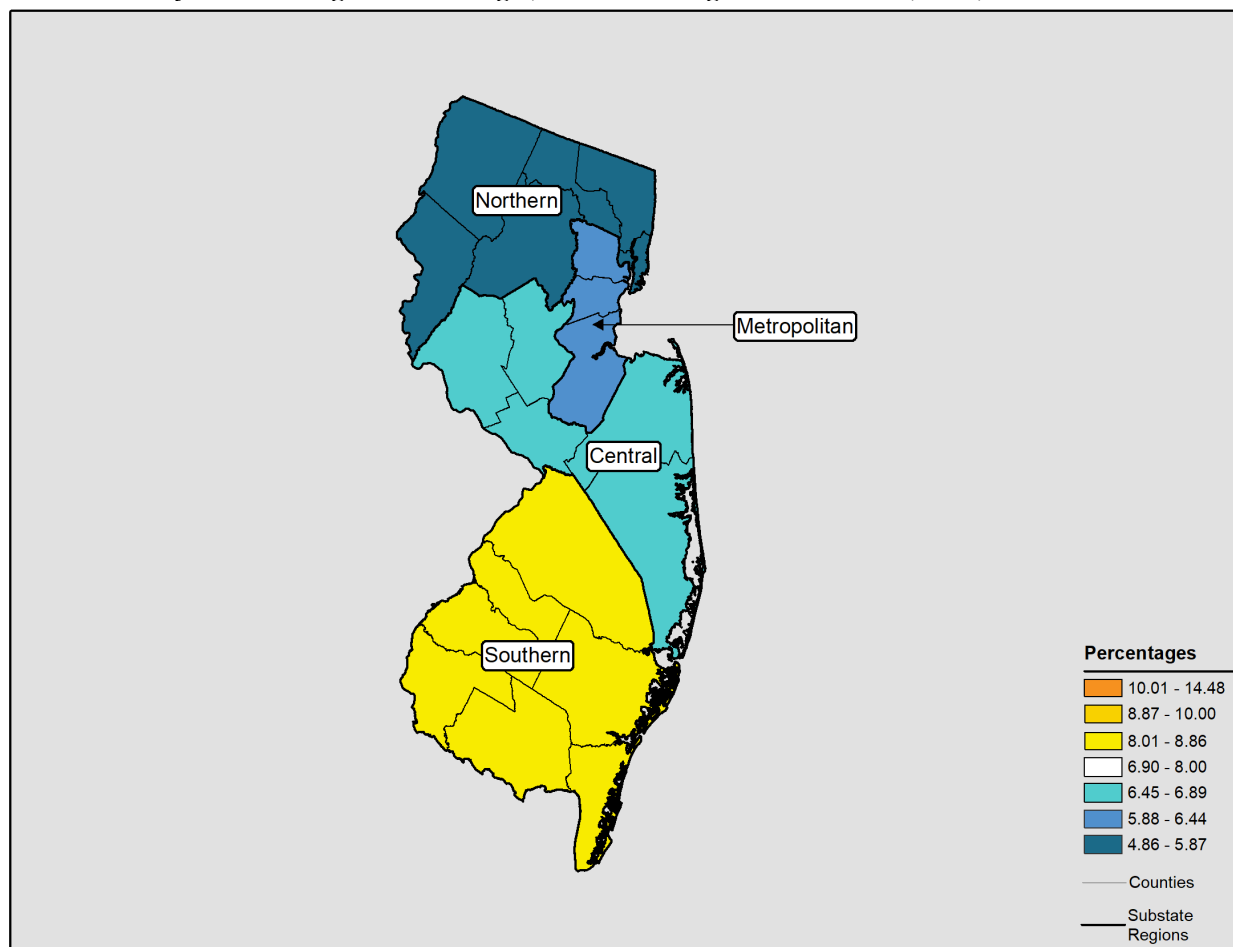 Northern
Metropolitan
Central
Southern
Percentages
10.01 - 14.48
8.87 - 10.00
8.01 - 8.86
6.90 - 8.00
6.45 - 6.89
5.88 - 6.44
4.86 - 5.87
Counties
Substate
Regions